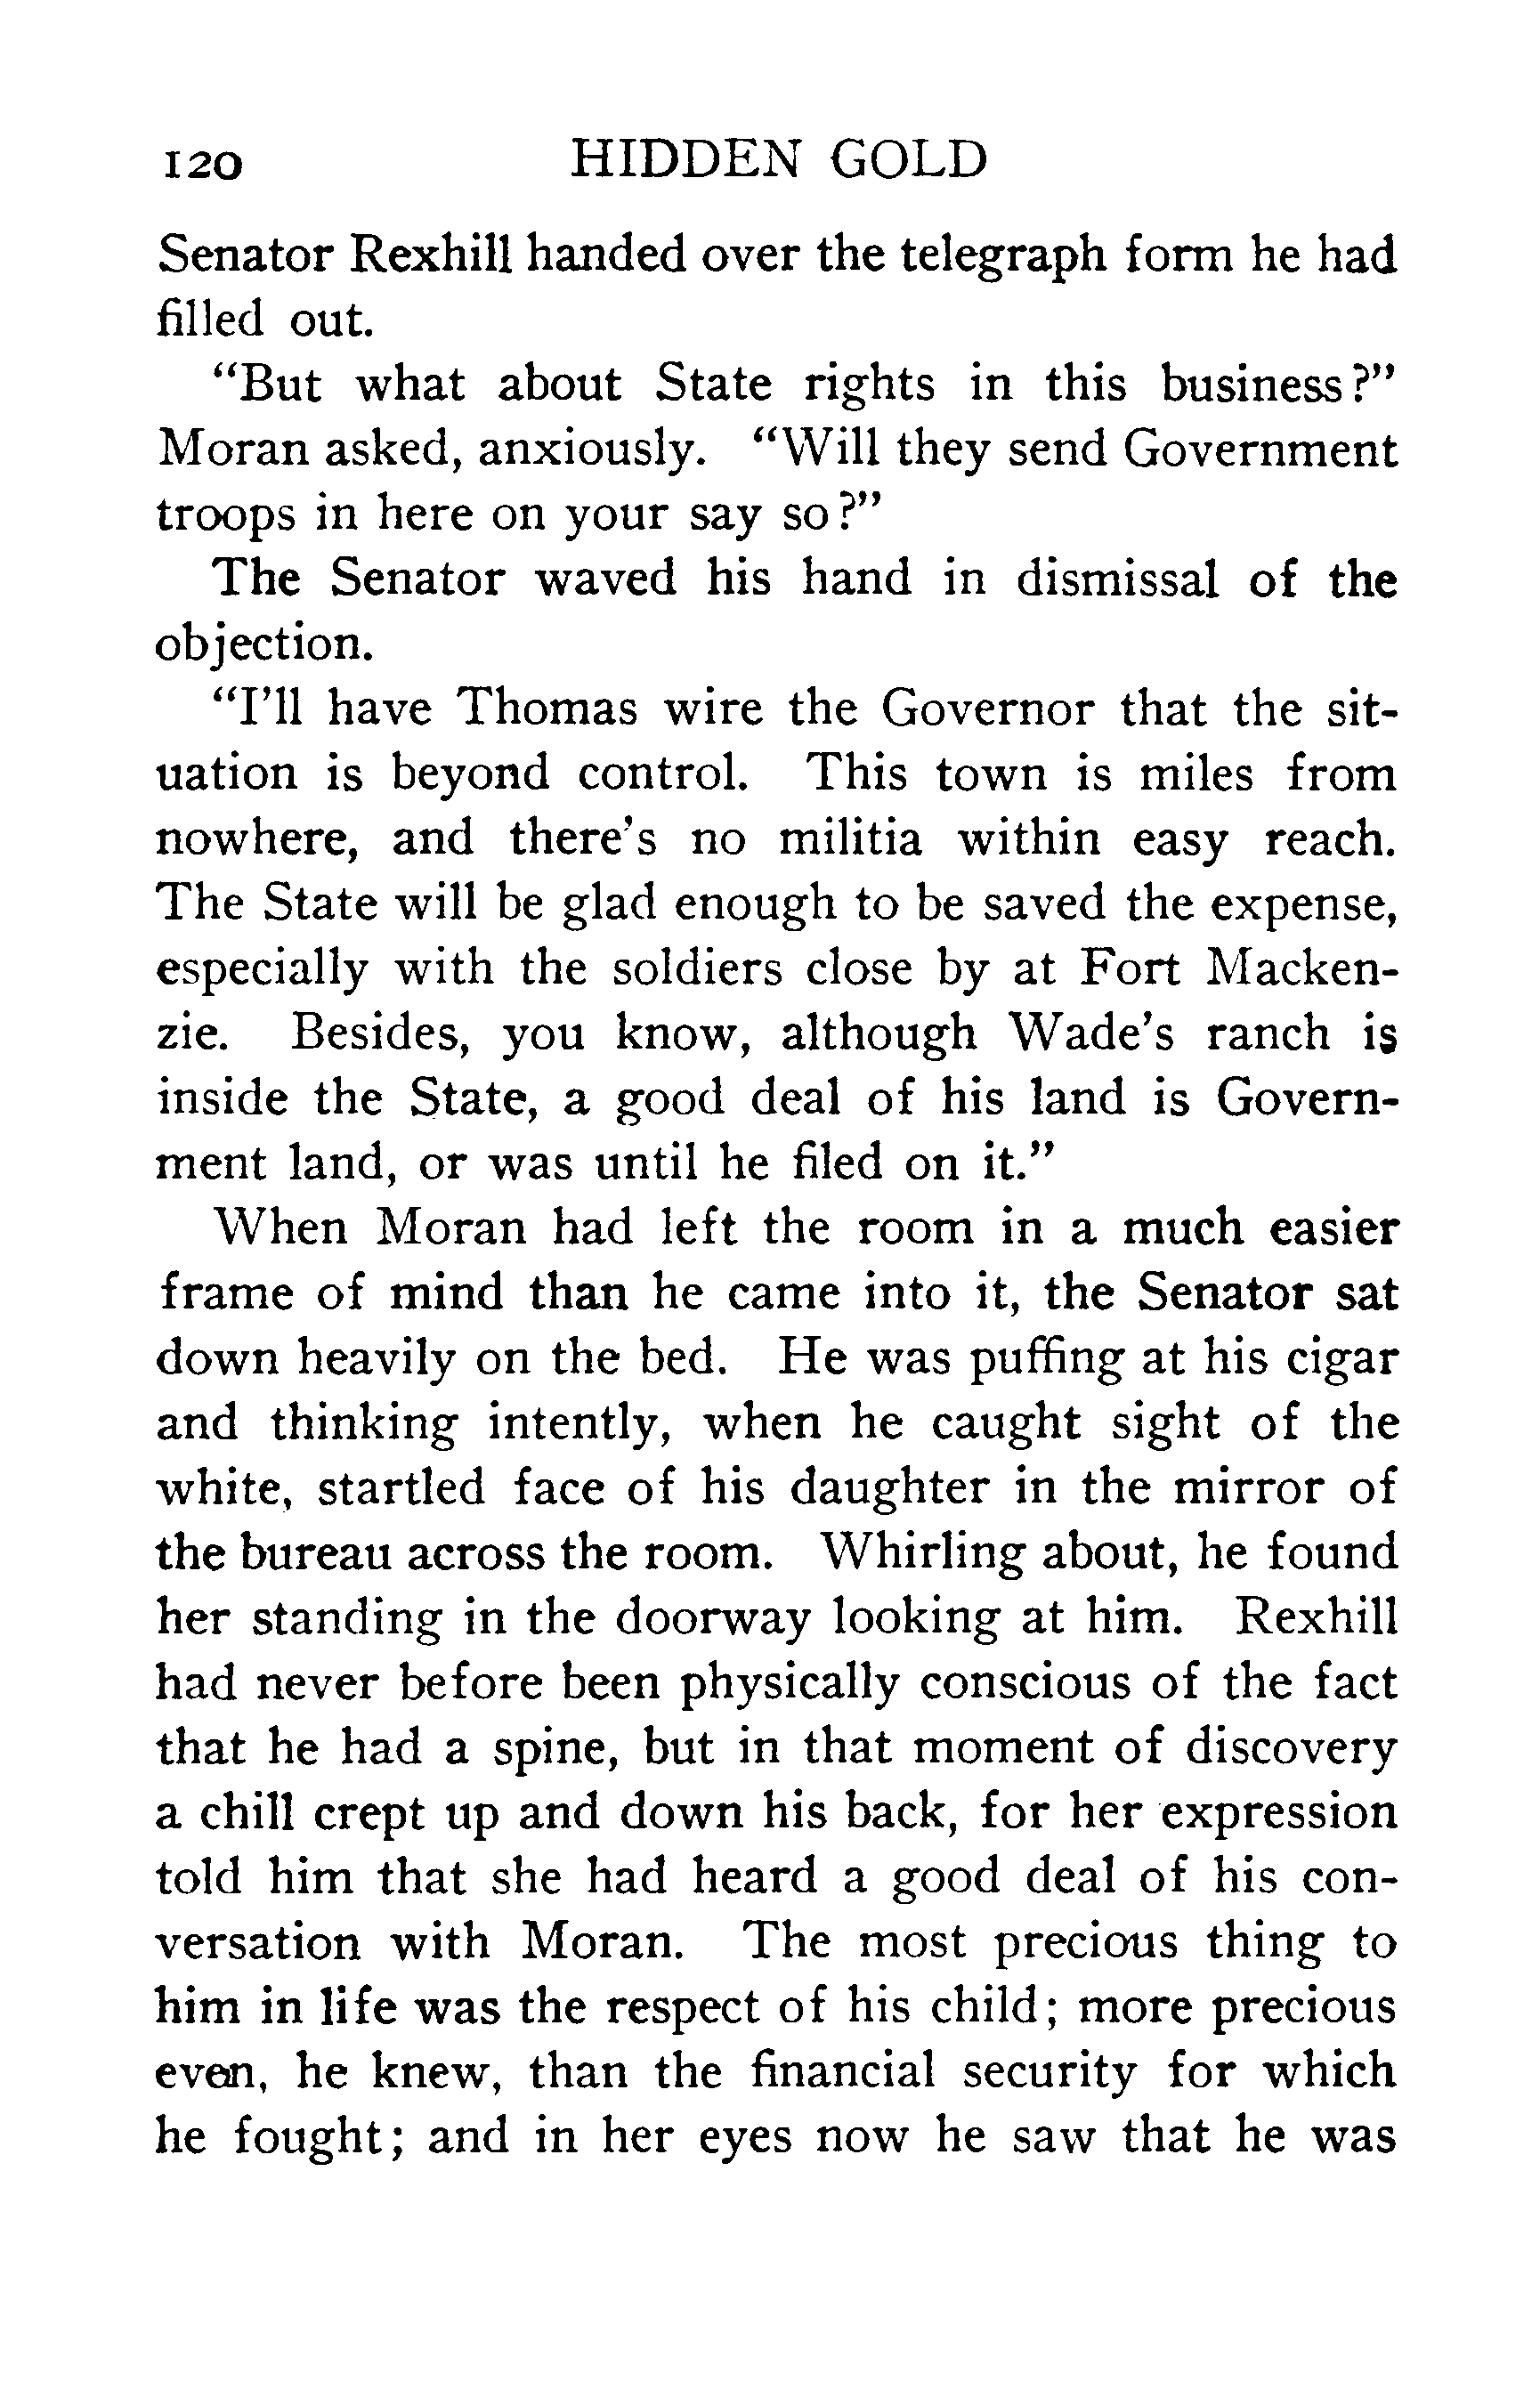 120 HIDDEN GOLD
Senator Rexhill handed over the telegraph form he had
filled out.
“But what about State rights in this business?”
Moran asked, anxiously. “Will they send Government
troops in here on your say so?”
The Senator waved his hand in dismissal of the
objection.
“I’ll have Thomas wire the Governor that the sit-
uation is beyond control. This town is miles from
nowhere, and there’s no militia within easy reach.
The State will be glad enough to be saved the expense,
especially with the soldiers close by at Fort Macken-
zie. Besides, you know, although Wade’s ranch is
inside the State, a good deal of his land is Govern-
ment land, or was until he filed on it.”
When Moran had left the room in a much easier
frame of mind than he came into it, the Senator sat
down heavily on the bed. He was puffing at his cigar
and thinking intently, when he caught sight of the
white, startled face of his daughter in the mirror of
the bureau across the room. Whirling about, he found
her standing in the doorway looking at him. Rexhill
had never before been physically conscious of the fact
that he had a spine, but in that moment of discovery
a chill crept up and down his back, for her expression
told him that she had heard a good deal of his con-
versation with Moran. The most precious thing to
him in life was the respect of his child; more precious
even, he knew, than the financial security for which
he fought; and in her eyes now he saw that he was